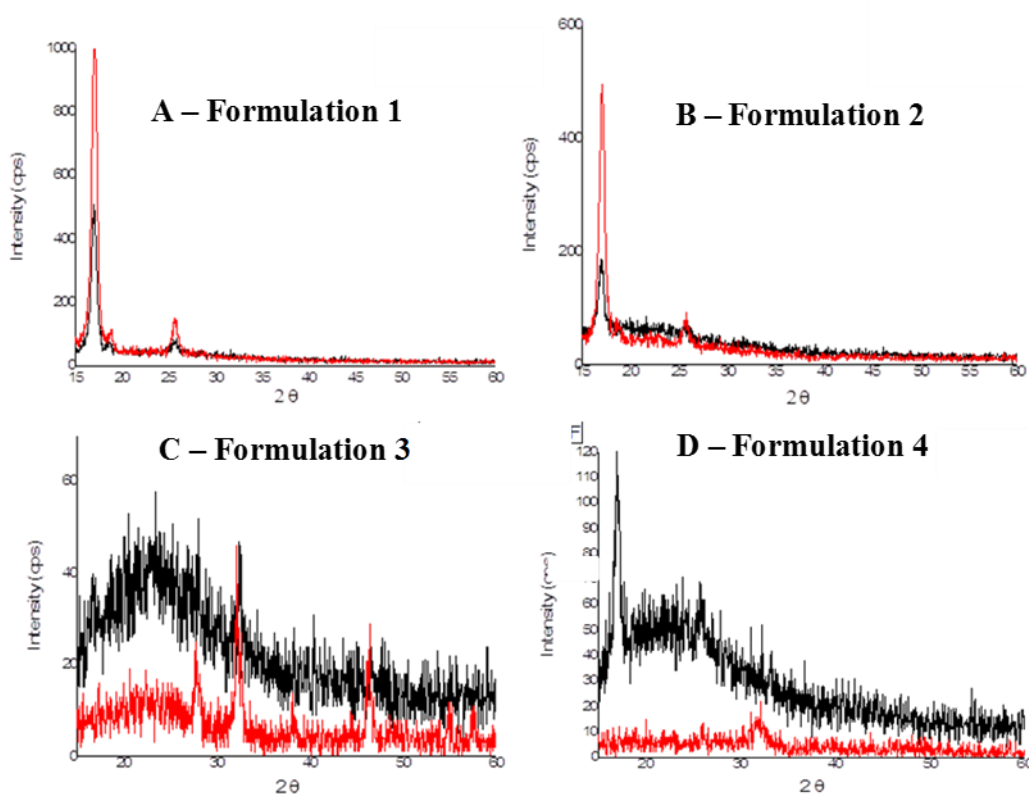 A – Formulation 1
Intensity (cps)
1000
800
600
400
200
0
15 20 25 30 35 40 45 50 55 60
2θ
B – Formulation 2
Intensity (cps)
600
400
200
0
15 20 25 30 35 40 45 50 55 60
2θ
C – Formulation 3
Intensity (cps)
60
40
20
0
20 30 40 50 60
2θ
D – Formulation 4
120
110
100
90
80
70
60
50
40
30
20
10
0
20 30 40 50 60
2θ